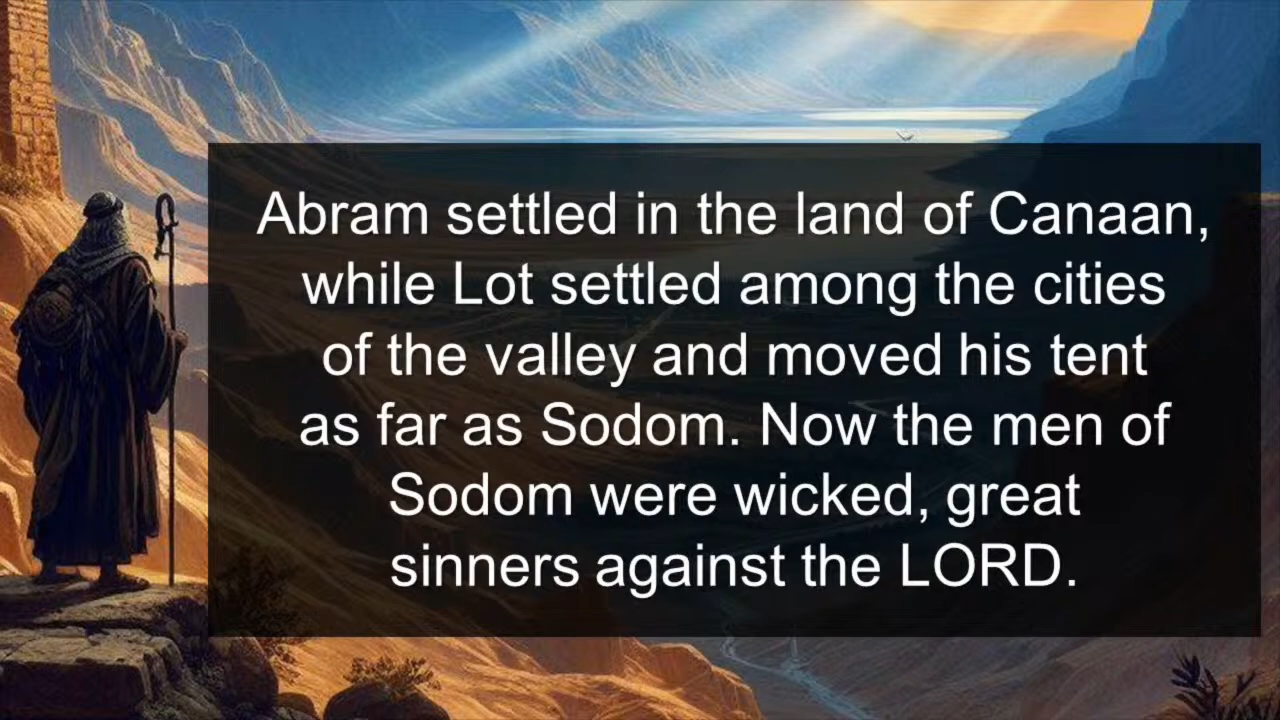 Abram settled in the land of Canaan,
while Lot settled among the cities
of the valley and moved his tent
as far as Sodom. Now the men of
Sodom were wicked, great
sinners against the LORD.